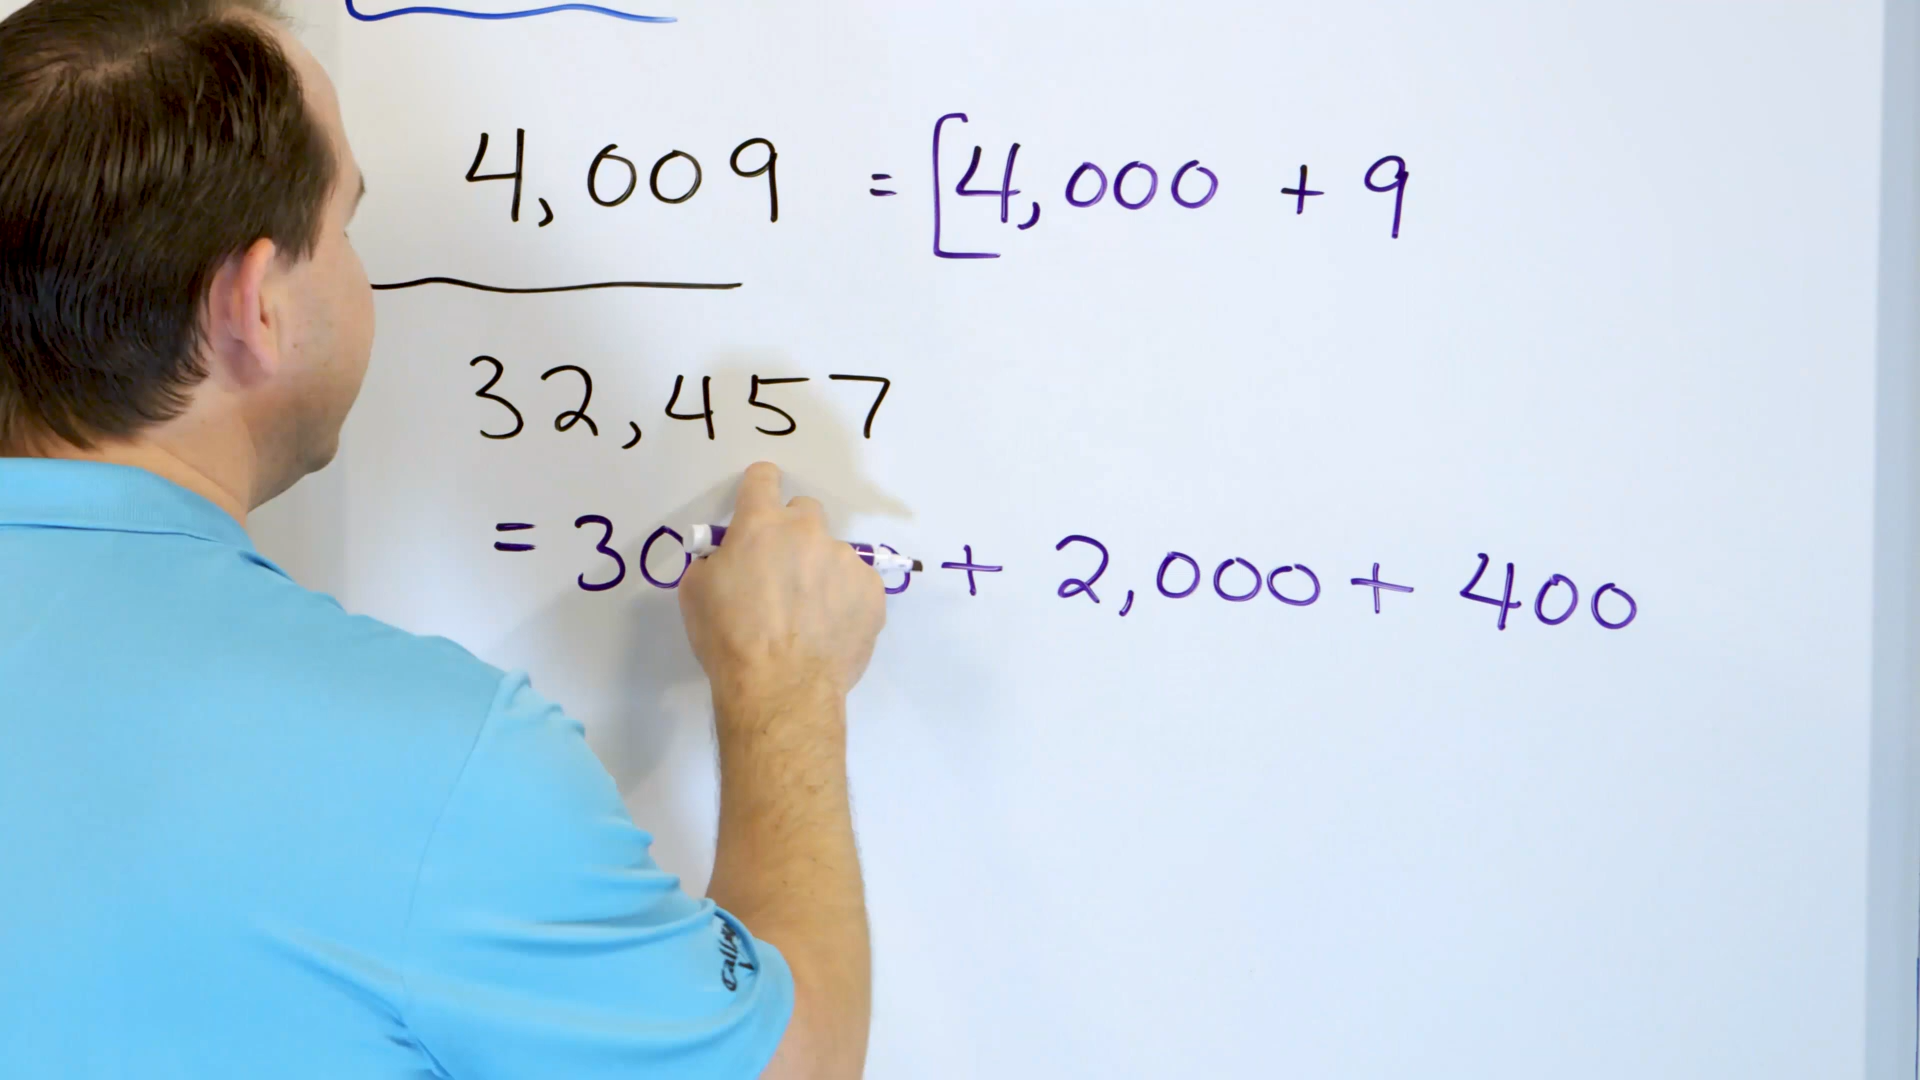 4,009 = [4,000 + 9
32,457
= 30 + 2,000 + 400